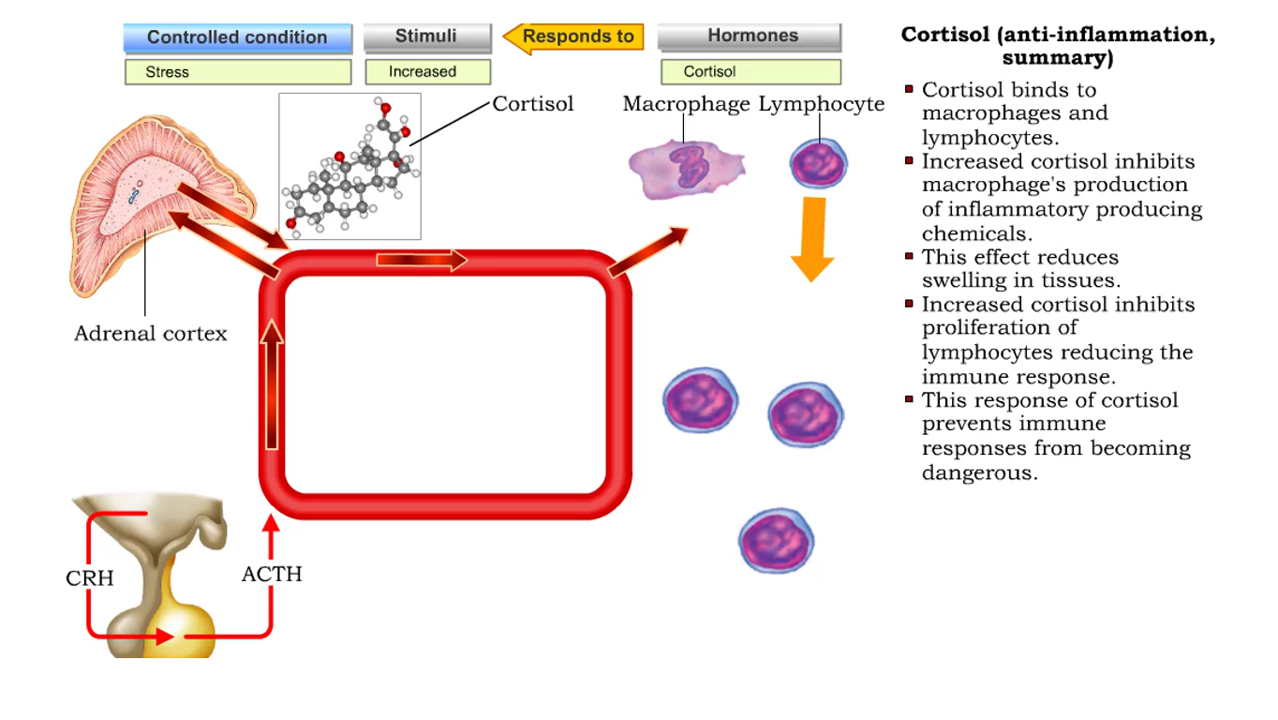 Controlled condition
Stimuli
Responds to
Hormones
Stress
Increased
Cortisol
Cortisol
Macrophage
Lymphocyte
Adrenal cortex
CRH
ACTH
Cortisol (anti-inflammation,
summary)
Cortisol binds to
macrophages and
lymphocytes.
Increased cortisol inhibits
macrophage's production
of inflammatory producing
chemicals.
This effect reduces
swelling in tissues.
Increased cortisol inhibits
proliferation of
lymphocytes reducing the
immune response.
This response of cortisol
prevents immune
responses from becoming
dangerous.